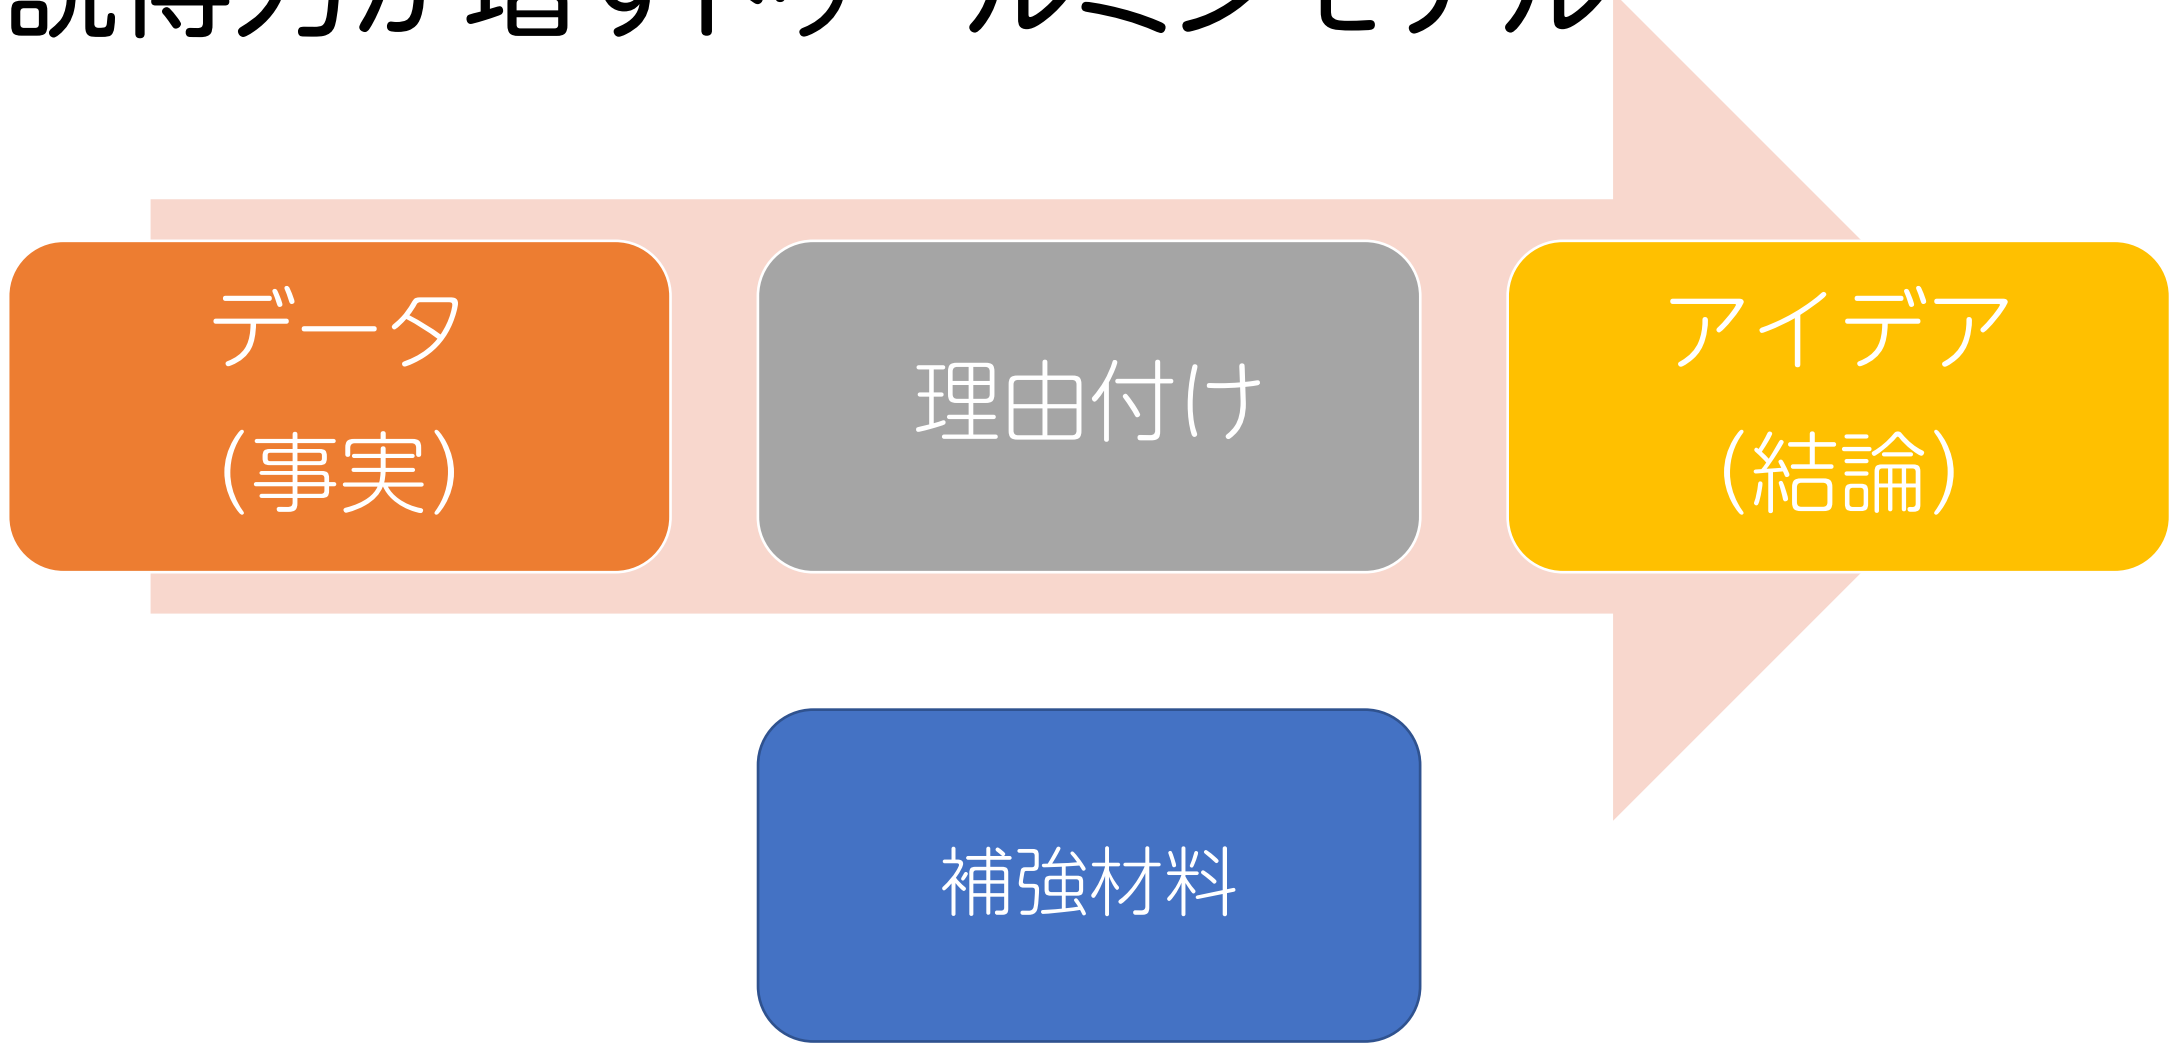 説得力が増すトゥールミンモデル
データ
(事実)
理由付け
アイデア
(結論)
補強材料